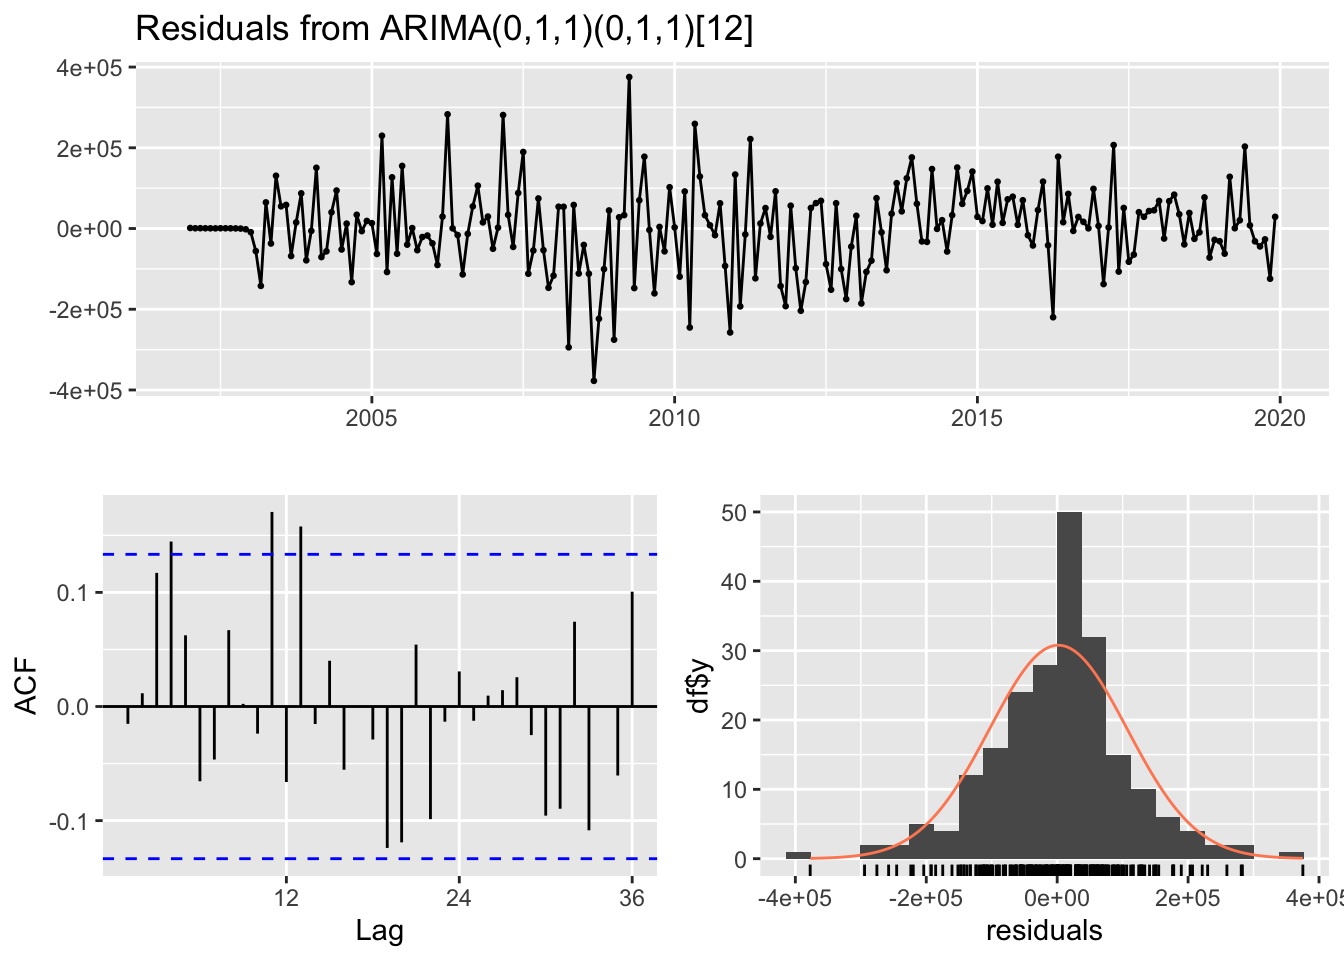 Residuals from ARIMA(0,1,1)(0,1,1)[12]
4e+05
2e+05
0e+00
-2e+05
-4e+05
2005 2010 2015 2020
ACF
0.1
0.0
-0.1
12 24 36
Lag
df$y
50
40
30
20
10
0
-4e+05 -2e+05 0e+00 2e+05 4e+05
residuals